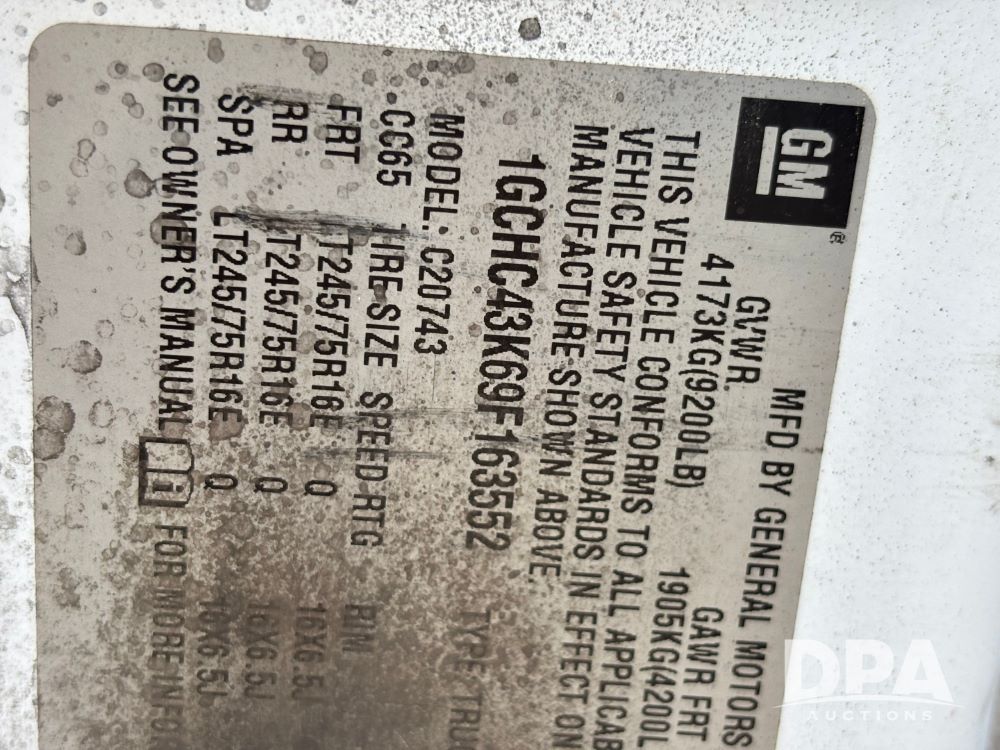 GM
MFD BY GENERAL MOTORS
GVWR GAWR FRT
4173KG(9200LB) 1905KG(4200L
THIS VEHICLE CONFORMS TO ALL APPLICAB
VEHICLE SAFETY STANDARDS IN EFFECT ON
MANUFACTURE SHOWN ABOVE.
1GCHC43K69F163552 TYPE TRUC
MODEL: C20743
CC65 TIRE SIZE SPEED RTG RIM
FRT LT245/75R16E Q 16X6.5J
RR LT245/75R16E Q 16X6.5J
SPA LT245/75R16E Q 16X6.5J
SEE OWNER'S MANUAL i FOR MORE INFO
DPA
AUCTIONS